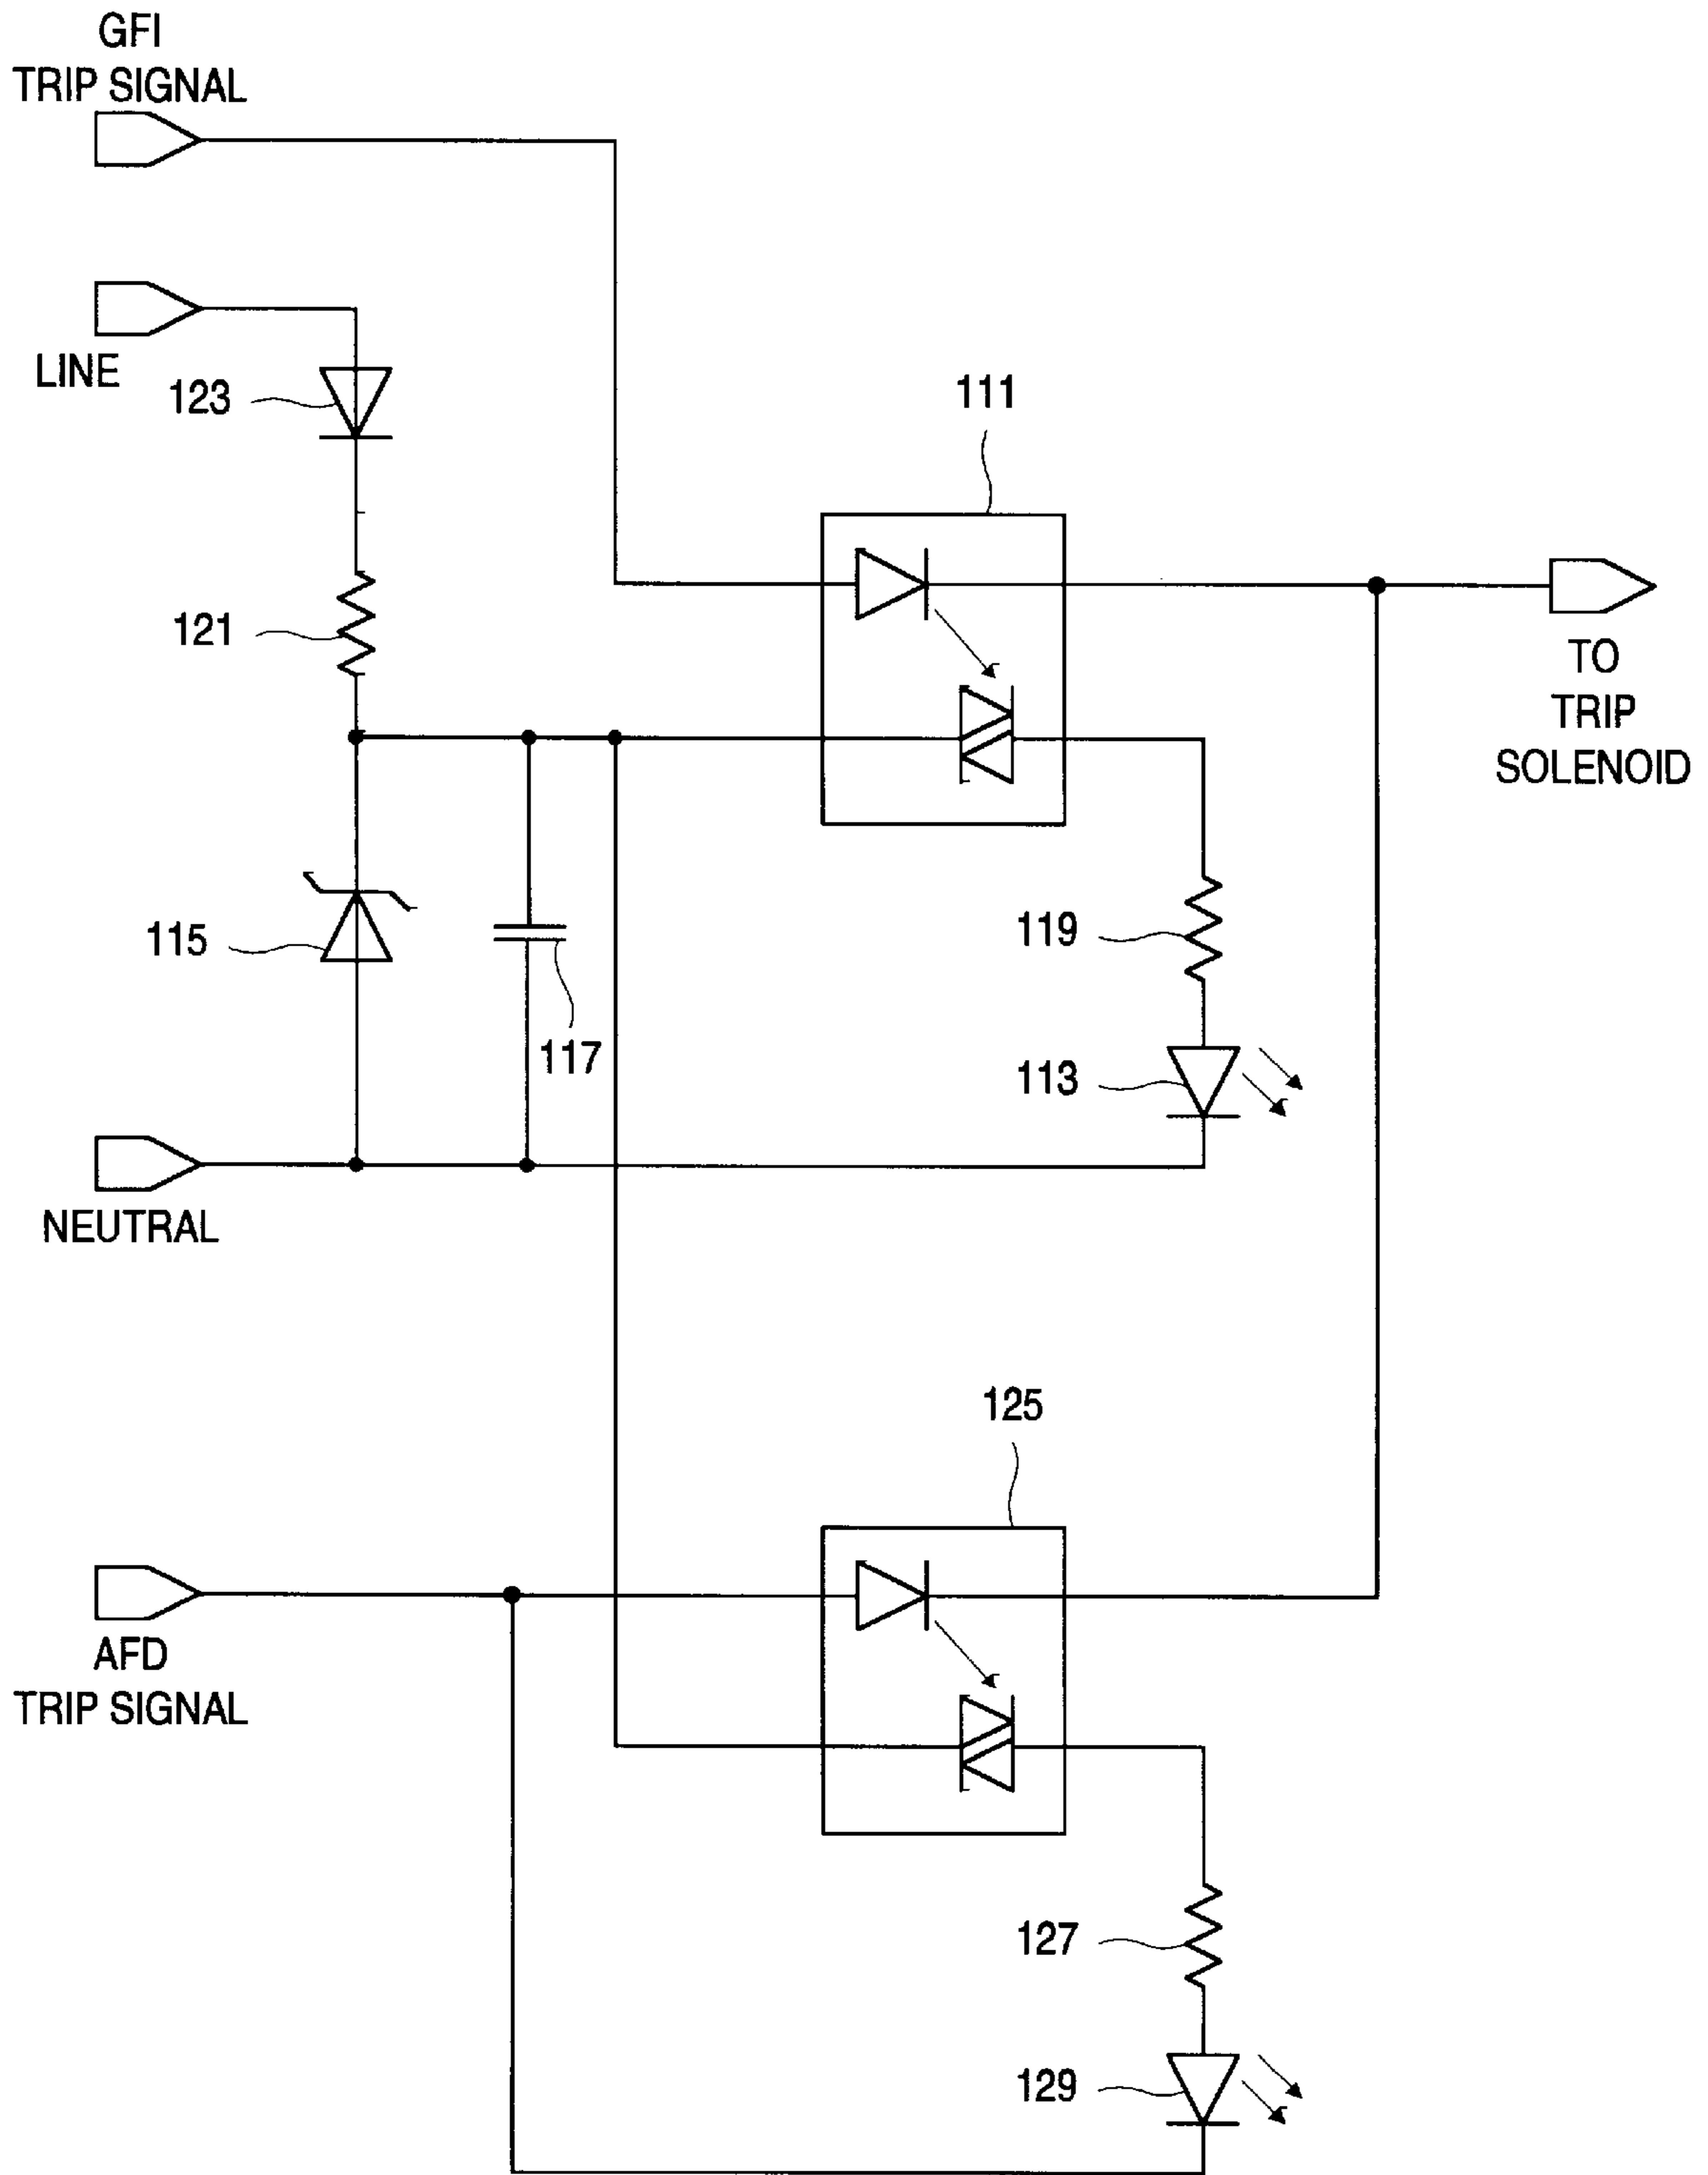 GFI
TRIP SIGNAL
LINE
123
111
121
TO
TRIP
SOLENOID
115
119
117
113
NEUTRAL
125
AFD
TRIP SIGNAL
127
129